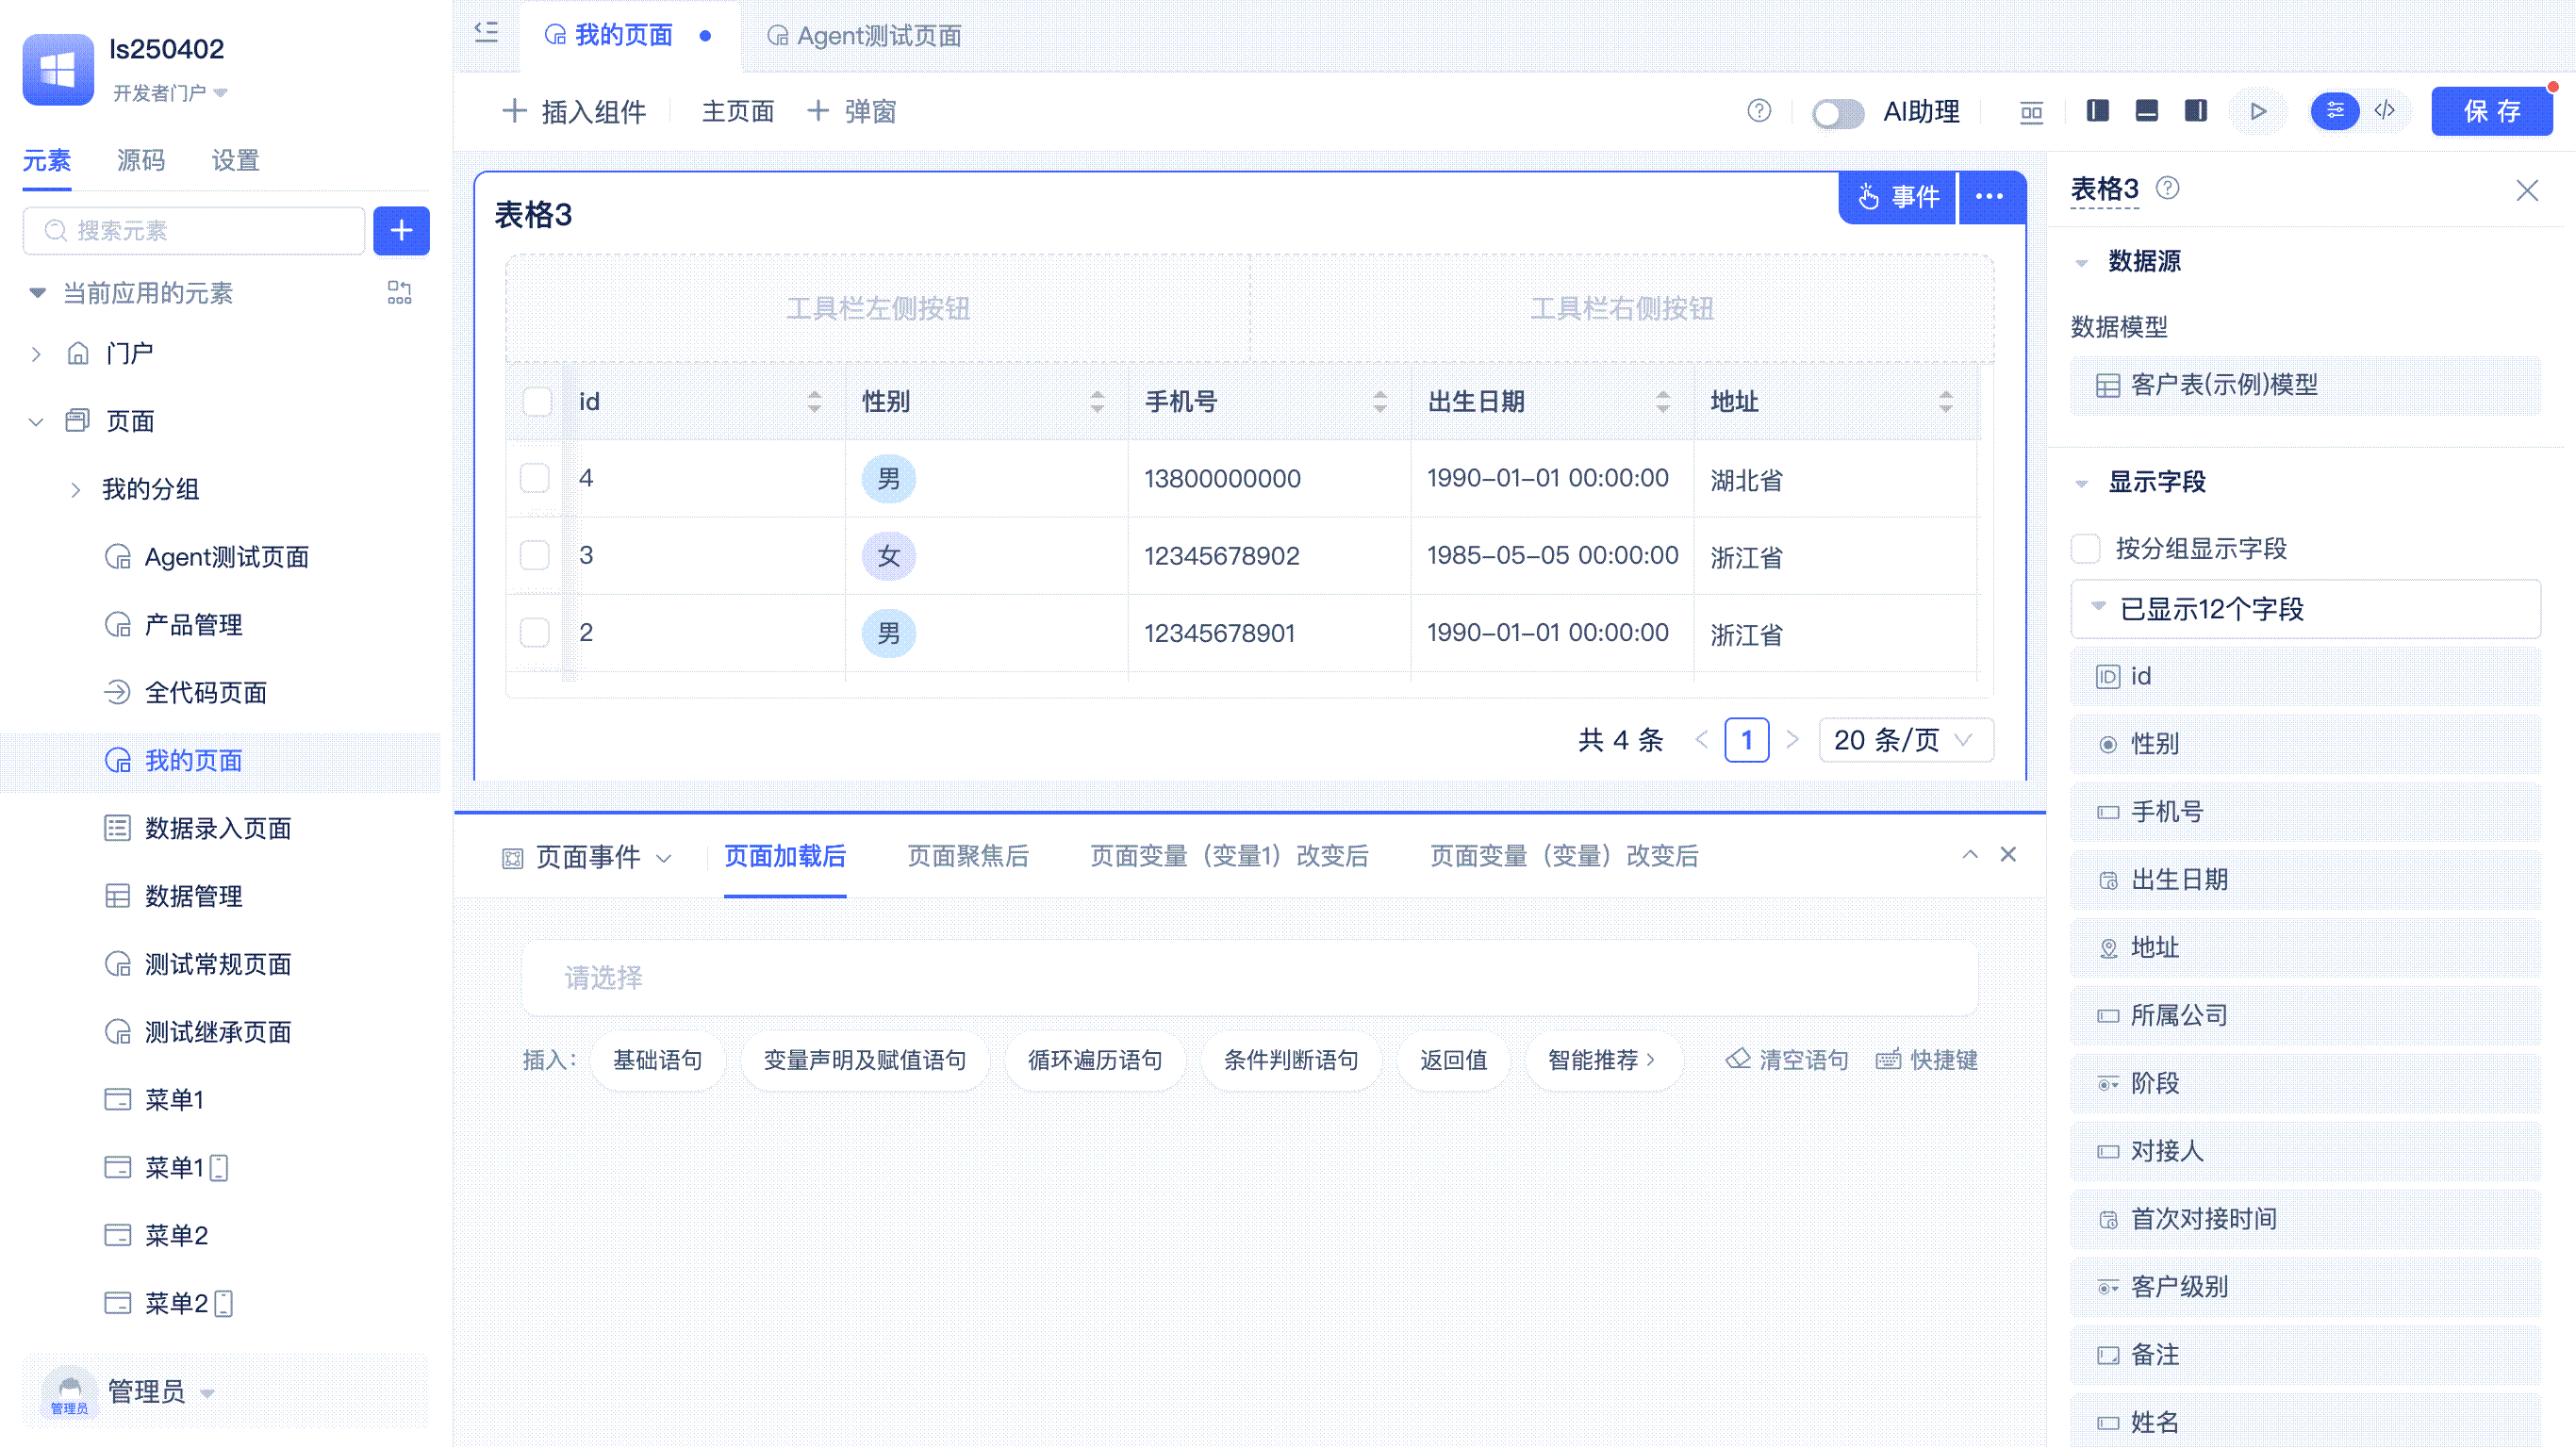 ls250402
开发者门户
元素 源码 设置
搜索元素
当前应用的元素
门户
页面
我的分组
Agent测试页面
产品管理
全代码页面
我的页面
数据录入页面
数据管理
测试常规页面
测试继承页面
菜单1
菜单1
菜单2
菜单2
管理员
管理员
我的页面 Agent测试页面
插入组件 主页面 弹窗
AI助理
保存
表格3
事件
工具栏左侧按钮 工具栏右侧按钮
id 性别 手机号 出生日期 地址
4 男 13800000000 1990-01-01 00:00:00 湖北省
3 女 12345678902 1985-05-05 00:00:00 浙江省
2 男 12345678901 1990-01-01 00:00:00 浙江省
共 4 条 1 20 条/页
页面事件 页面加载后 页面聚焦后 页面变量（变量1）改变后 页面变量（变量）改变后
请选择
插入： 基础语句 变量声明及赋值语句 循环遍历语句 条件判断语句 返回值 智能推荐 清空语句 快捷键
表格3
数据源
数据模型
客户表(示例)模型
显示字段
按分组显示字段
已显示12个字段
id
性别
手机号
出生日期
地址
所属公司
阶段
对接人
首次对接时间
客户级别
备注
姓名